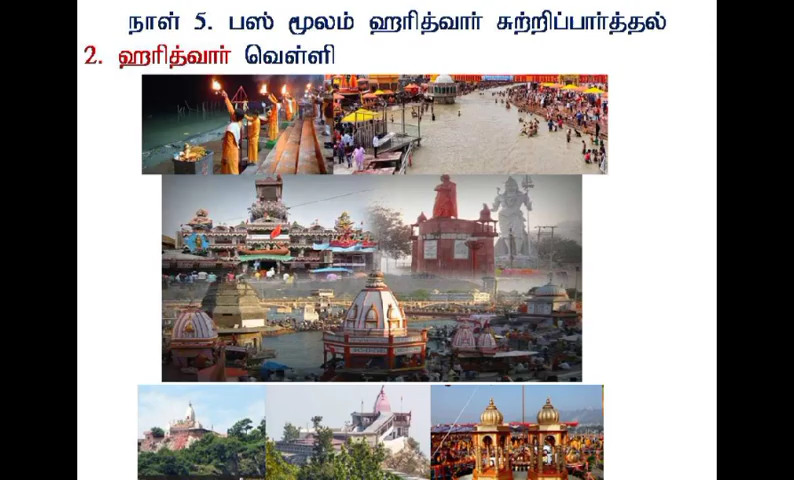 நாள் 5. பஸ் மூலம் ஹரித்வார் சுற்றிப்பார்த்தல்
2. ஹரித்வார் வெள்ளி